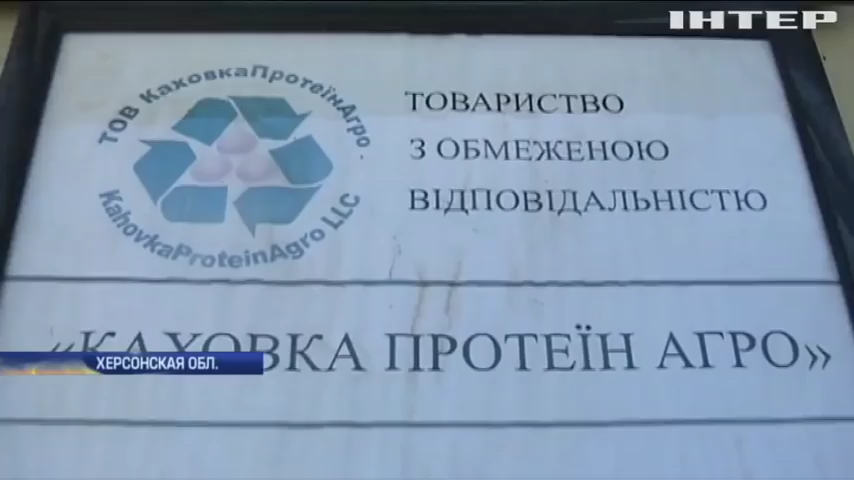 ІНТЕР
ТОВ КаховкаПротеїнАгро.
KahovkaProteinAgro LLC
ТОВАРИСТВО
З ОБМЕЖЕНОЮ
ВІДПОВІДАЛЬНІСТЮ
«КАХОВКА ПРОТЕЇН АГРО»
ХЕРСОНСКАЯ ОБЛ.